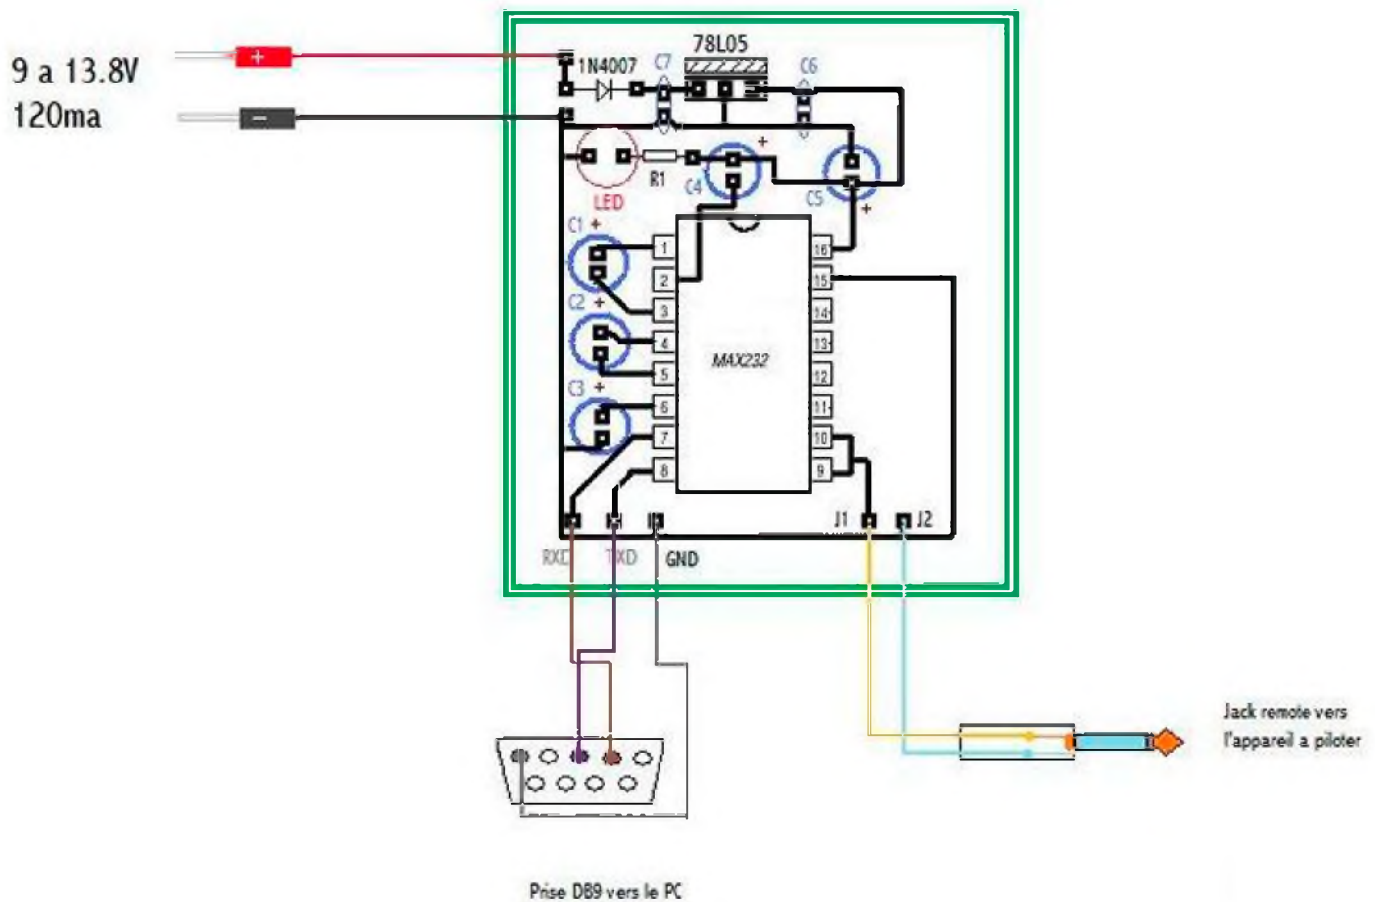 78L05
9 a 13.8V
120ma
+
−
1N4007
C7
C6
R1
LED
C4
+
C5
+
C1 +
C2 +
C3 +
1
2
3
4
5
6
7
8
16
15
14
13
12
11
10
9
MAX232
J1
J2
RXD
TXD
GND
Jack remote vers
l'appareil a piloter
Prise DB9 vers le PC